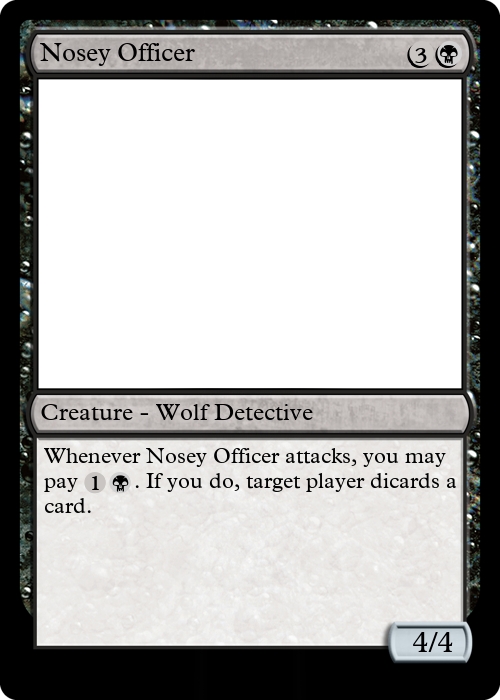 Nosey Officer 3
Creature - Wolf Detective
Whenever Nosey Officer attacks, you may
pay 1 . If you do, target player dicards a
card.
4/4